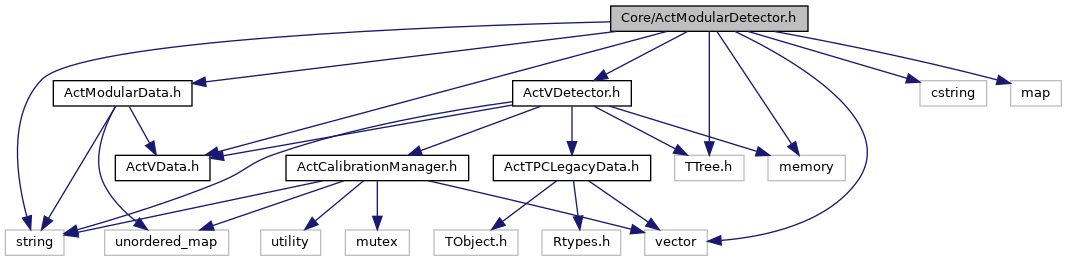 Core/ActModularDetector.h
ActModularData.h
ActVDetector.h
cstring
map
ActVData.h
ActCalibrationManager.h
ActTPCLegacyData.h
TTree.h
memory
string
unordered_map
utility
mutex
TObject.h
Rtypes.h
vector